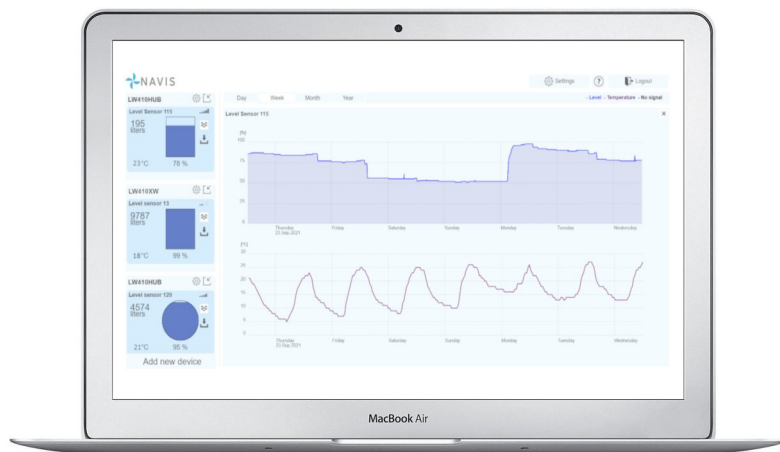 NAVIS
Settings
?
Logout
LW410HUB
Level Sensor 115
195
liters
23°C
78 %
LW410XW
Level sensor 13
9787
liters
18°C
99 %
LW410HUB
Level sensor 129
4574
liters
21°C
95 %
Add new device
Day Week Month Year
- Level - Temperature - No signal
Level Sensor 115
×
[%]
100
75
50
25
0
Thursday Friday Saturday Sunday Monday Tuesday Wednesday
23 Sep 2021
[°C]
30
25
20
15
10
5
0
Thursday Friday Saturday Sunday Monday Tuesday Wednesday
23 Sep 2021
MacBook Air